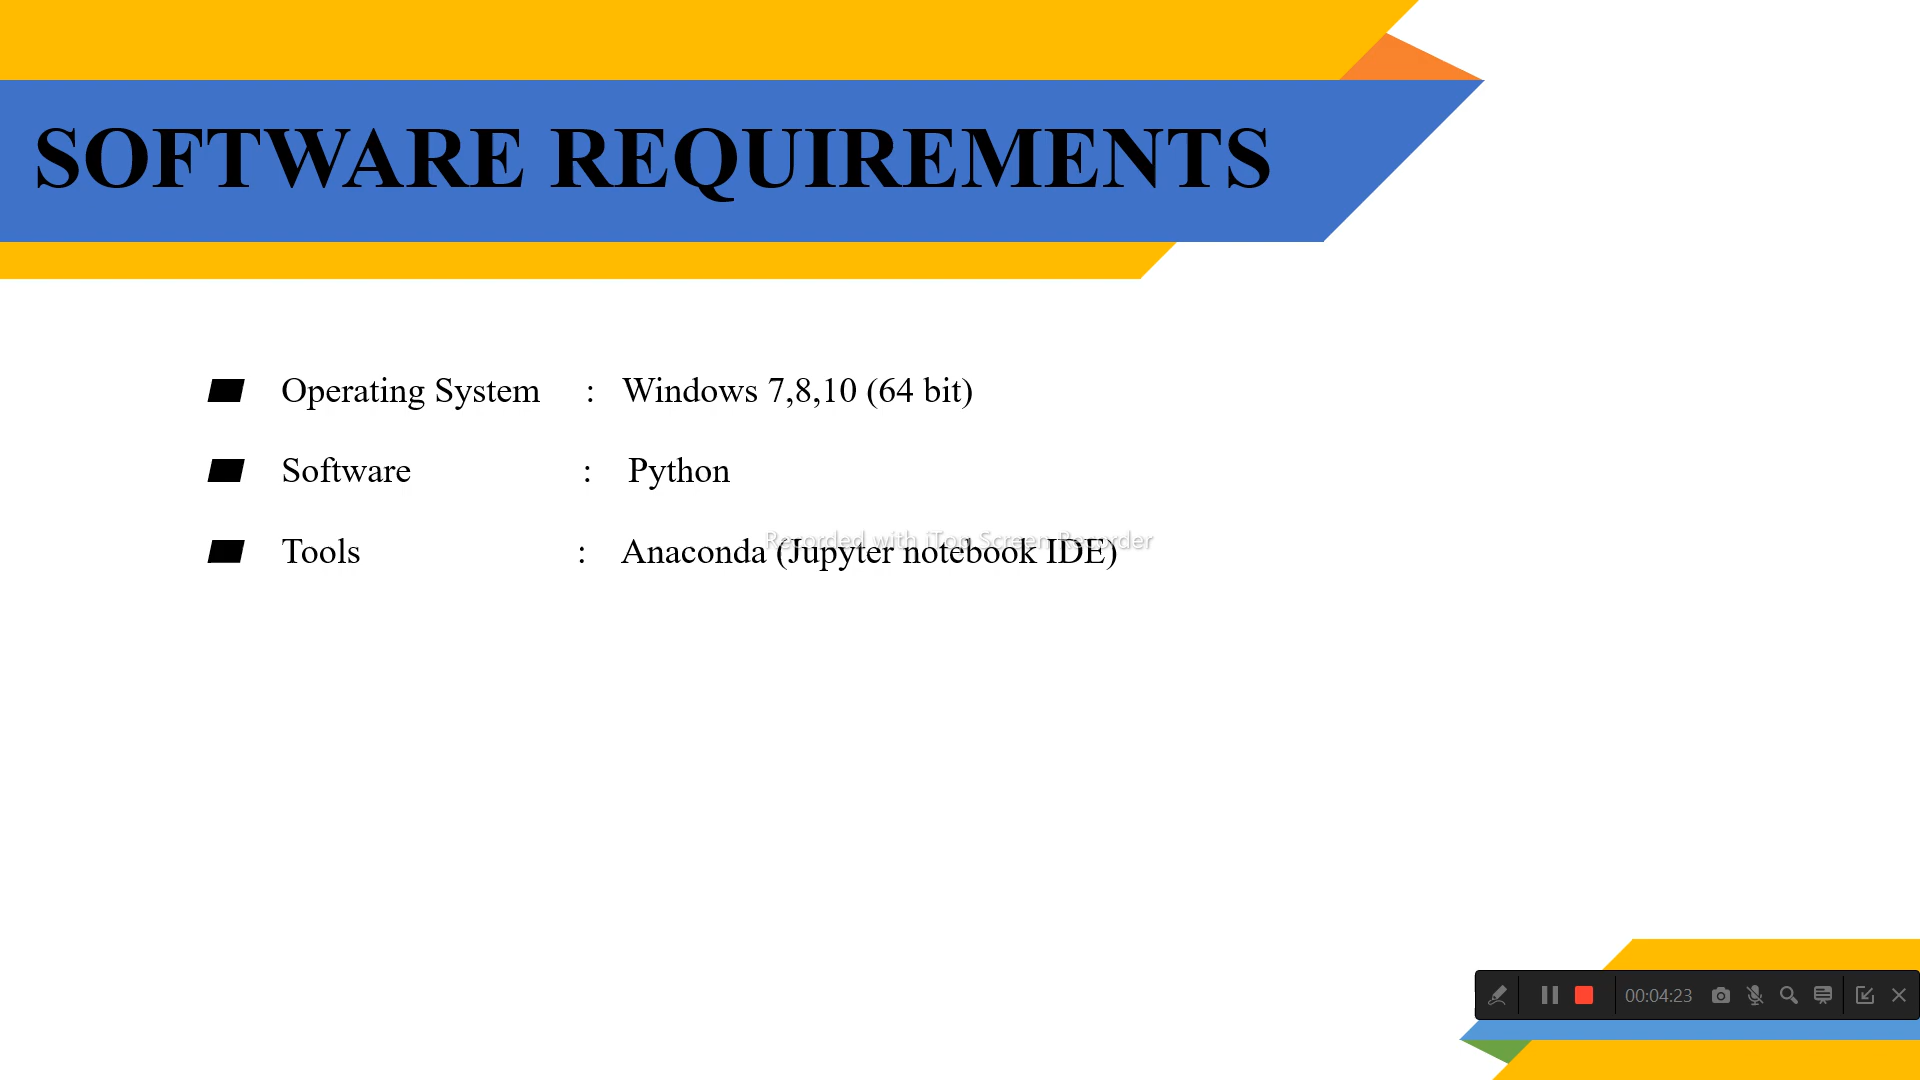 SOFTWARE REQUIREMENTS
Operating System : Windows 7,8,10 (64 bit)
Software : Python
Recorded with iTop Screen Recorder
Tools : Anaconda (Jupyter notebook IDE)
00:04:23